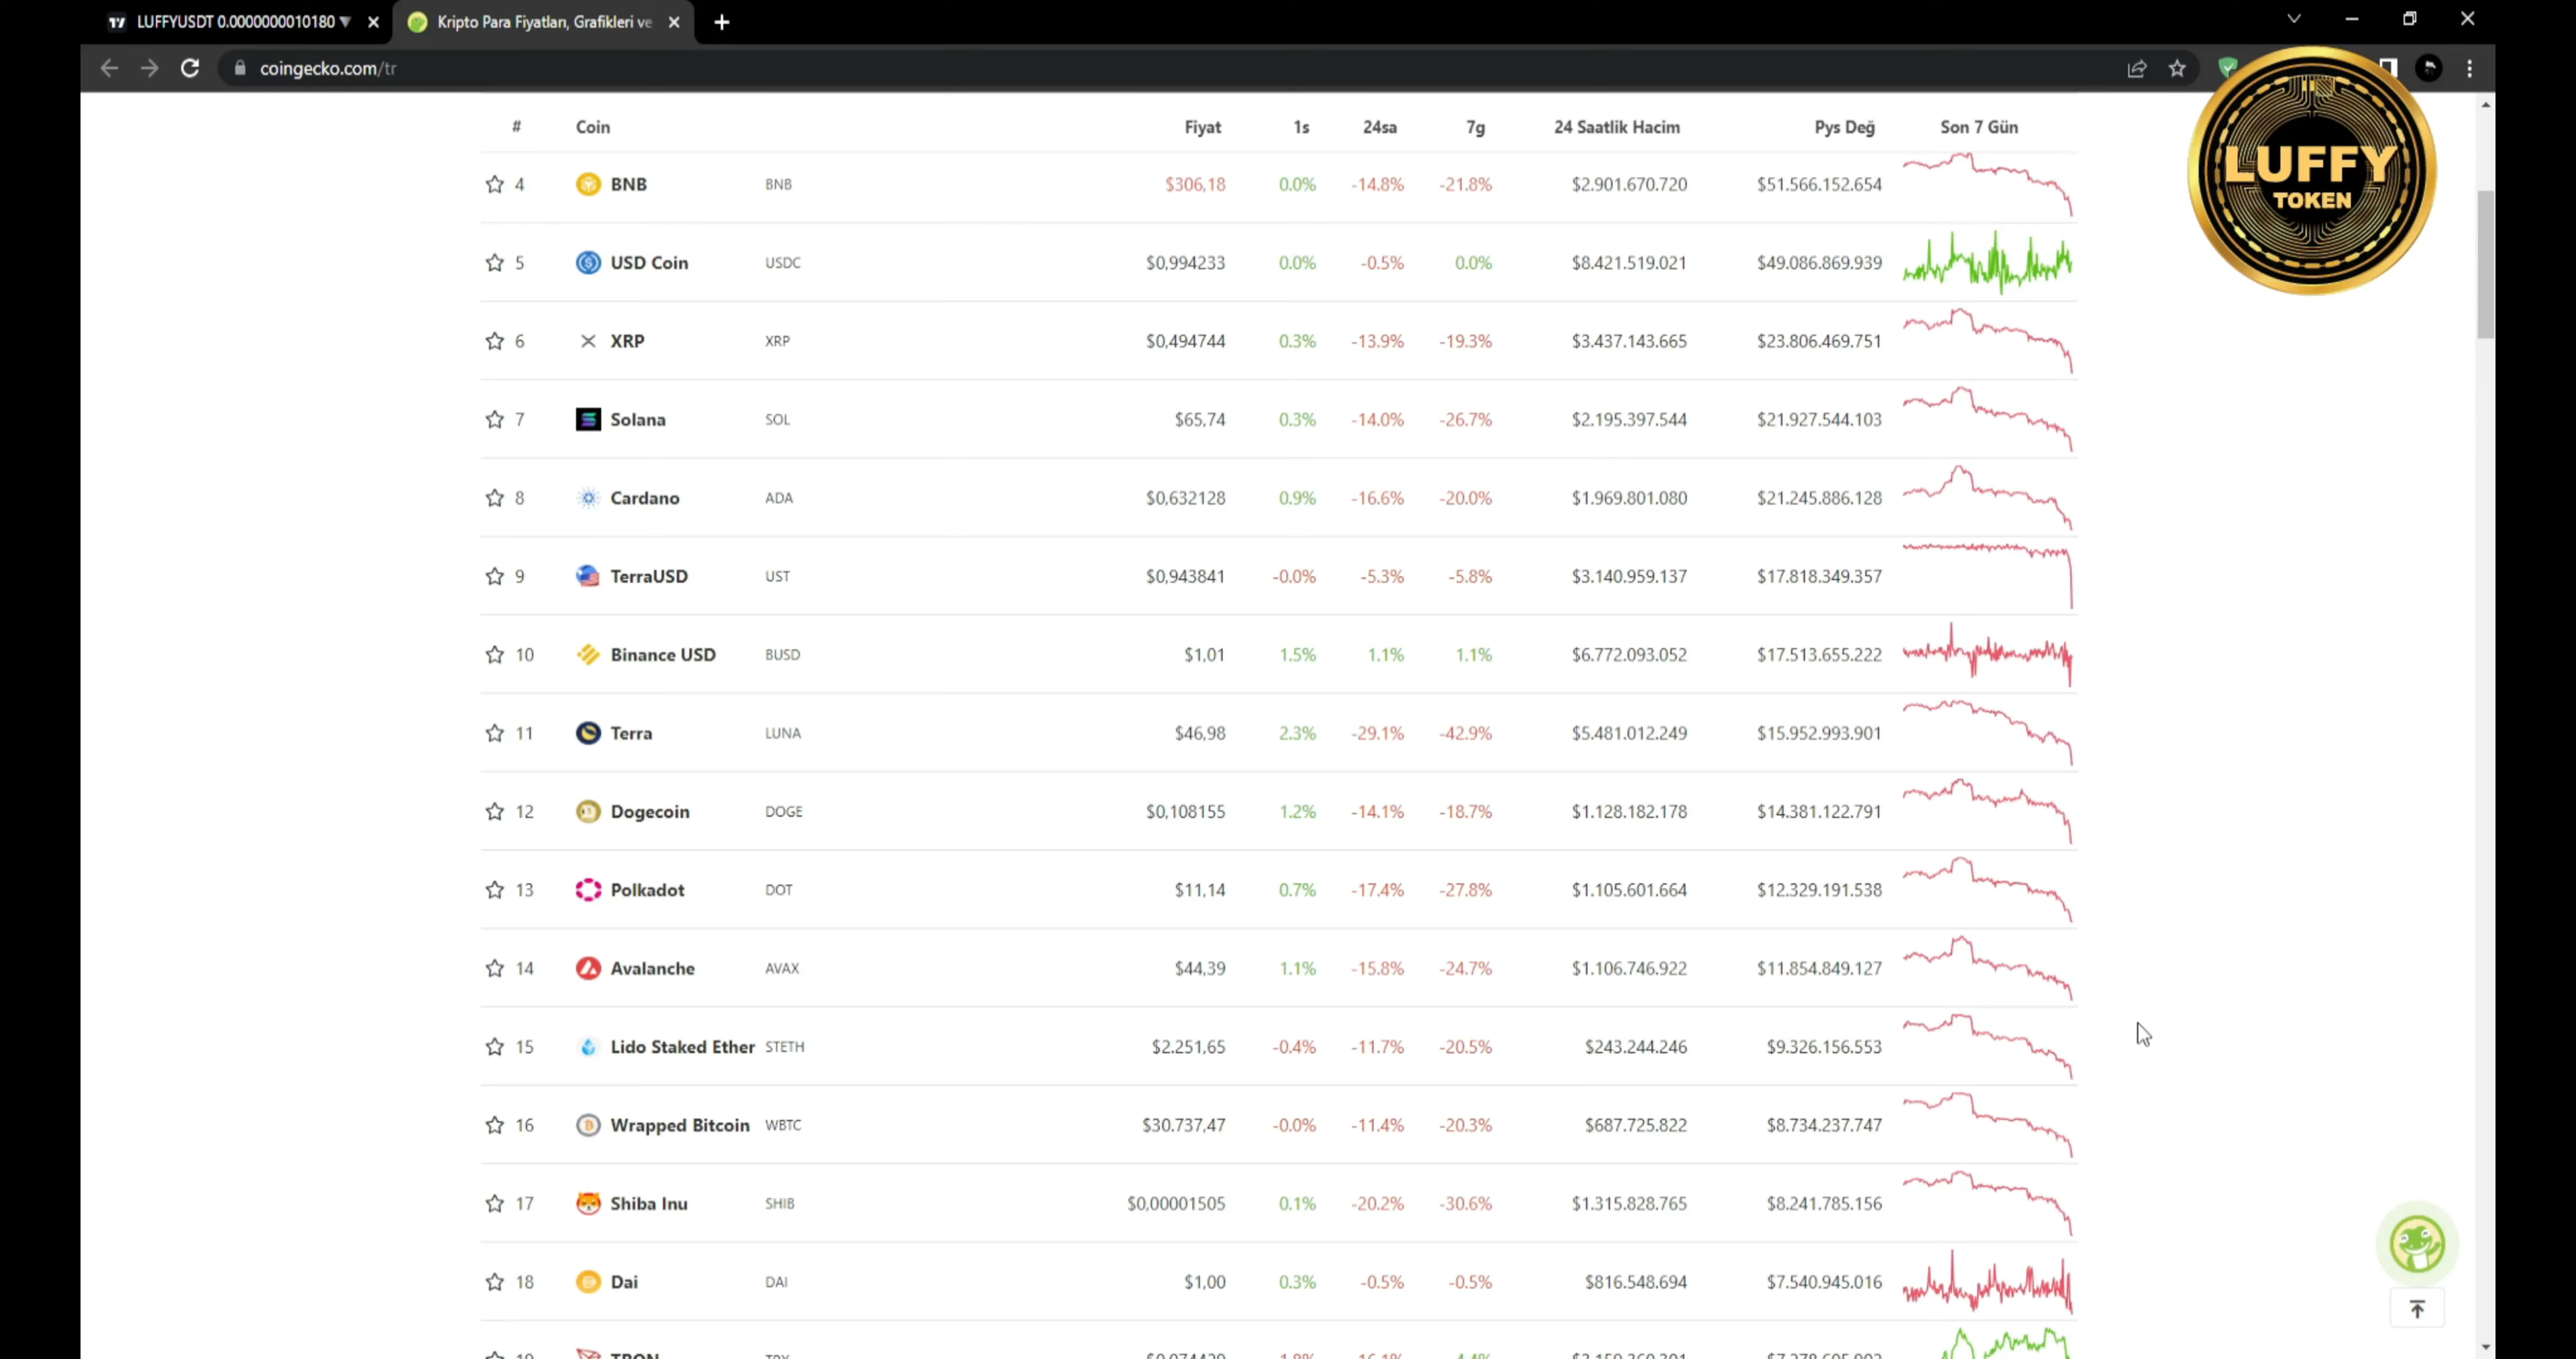 LUFFYUSDT 0.0000000010180 ▼
Kripto Para Fiyatları, Grafikleri ve
coingecko.com/tr
LUFFY
TOKEN
# Coin Fiyat 1s 24sa 7g 24 Saatlik Hacim Pys Değ Son 7 Gün
4 BNB BNB $306,18 0.0% -14.8% -21.8% $2.901.670.720 $51.566.152.654
5 USD Coin USDC $0,994233 0.0% -0.5% 0.0% $8.421.519.021 $49.086.869.939
6 XRP XRP $0,494744 0.3% -13.9% -19.3% $3.437.143.665 $23.806.469.751
7 Solana SOL $65,74 0.3% -14.0% -26.7% $2.195.397.544 $21.927.544.103
8 Cardano ADA $0,632128 0.9% -16.6% -20.0% $1.969.801.080 $21.245.886.128
9 TerraUSD UST $0,943841 -0.0% -5.3% -5.8% $3.140.959.137 $17.818.349.357
10 Binance USD BUSD $1,01 1.5% 1.1% 1.1% $6.772.093.052 $17.513.655.222
11 Terra LUNA $46,98 2.3% -29.1% -42.9% $5.481.012.249 $15.952.993.901
12 Dogecoin DOGE $0,108155 1.2% -14.1% -18.7% $1.128.182.178 $14.381.122.791
13 Polkadot DOT $11,14 0.7% -17.4% -27.8% $1.105.601.664 $12.329.191.538
14 Avalanche AVAX $44,39 1.1% -15.8% -24.7% $1.106.746.922 $11.854.849.127
15 Lido Staked Ether STETH $2.251,65 -0.4% -11.7% -20.5% $243.244.246 $9.326.156.553
16 Wrapped Bitcoin WBTC $30.737,47 -0.0% -11.4% -20.3% $687.725.822 $8.734.237.747
17 Shiba Inu SHIB $0,00001505 0.1% -20.2% -30.6% $1.315.828.765 $8.241.785.156
18 Dai DAI $1,00 0.3% -0.5% -0.5% $816.548.694 $7.540.945.016
19 TRON TRX